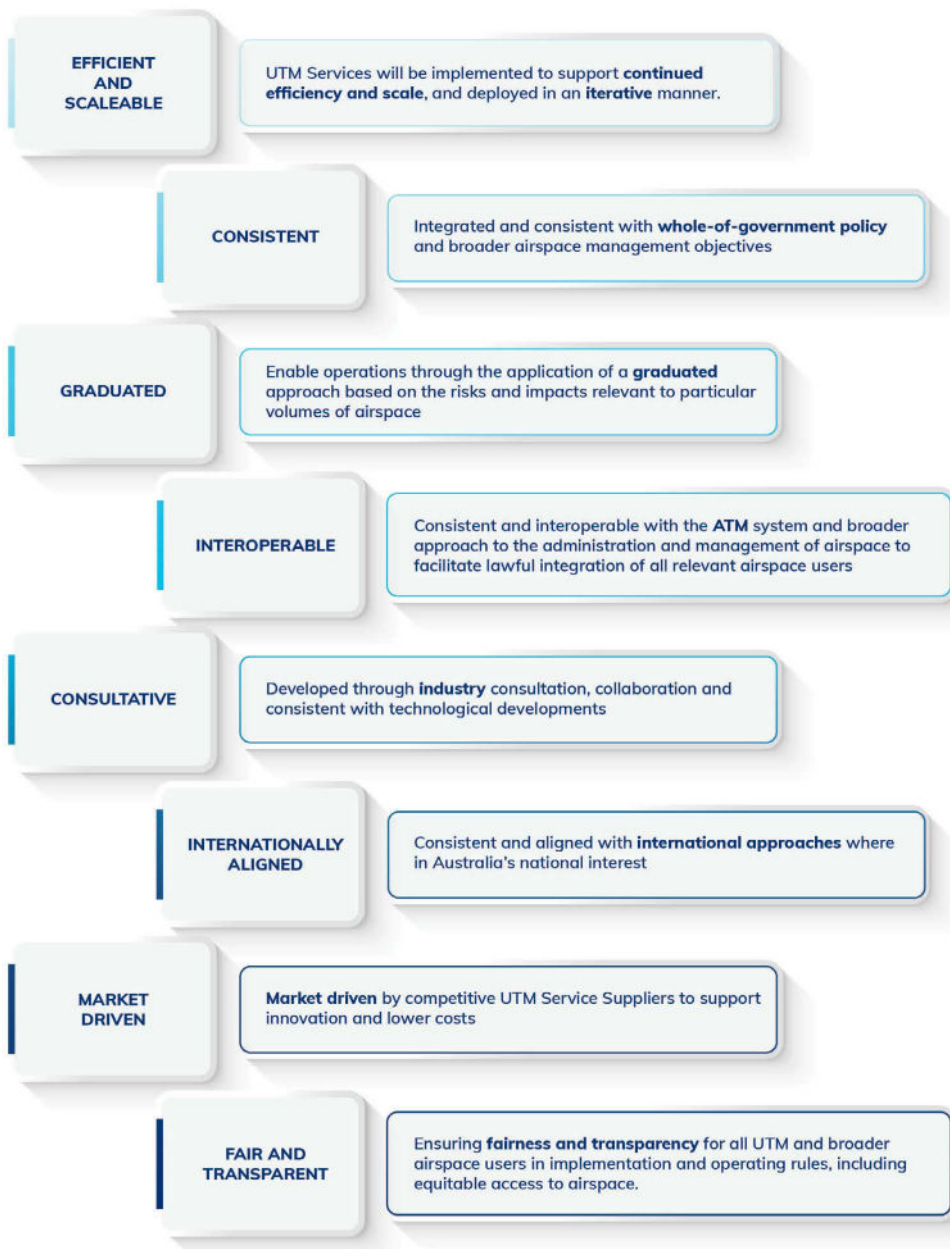 EFFICIENT
AND
SCALEABLE
UTM Services will be implemented to support continued
efficiency and scale, and deployed in an iterative manner.
CONSISTENT
Integrated and consistent with whole-of-government policy
and broader airspace management objectives
GRADUATED
Enable operations through the application of a graduated
approach based on the risks and impacts relevant to particular
volumes of airspace
INTEROPERABLE
Consistent and interoperable with the ATM system and broader
approach to the administration and management of airspace to
facilitate lawful integration of all relevant airspace users
CONSULTATIVE
Developed through industry consultation, collaboration and
consistent with technological developments
INTERNATIONALLY
ALIGNED
Consistent and aligned with international approaches where
in Australia's national interest
MARKET
DRIVEN
Market driven by competitive UTM Service Suppliers to support
innovation and lower costs
FAIR AND
TRANSPARENT
Ensuring fairness and transparency for all UTM and broader
airspace users in implementation and operating rules, including
equitable access to airspace.